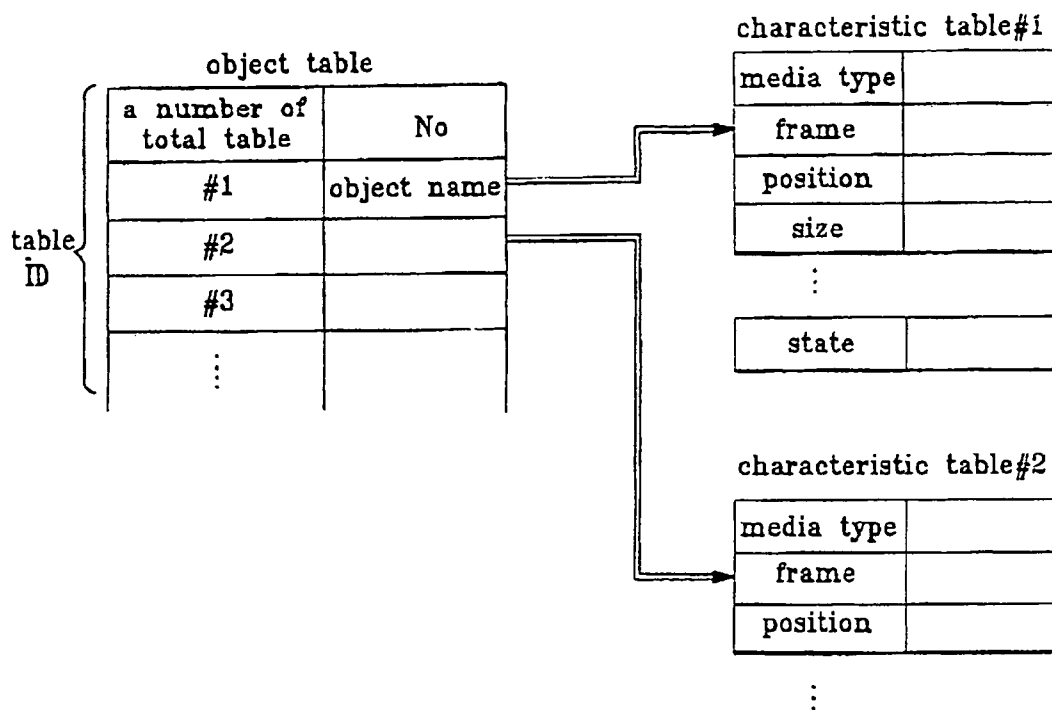 object table
a number of
total table
No
#1
object name
#2
#3
⋮
table
ID
characteristic table#1
media type
frame
position
size
⋮
state
characteristic table#2
media type
frame
position
⋮